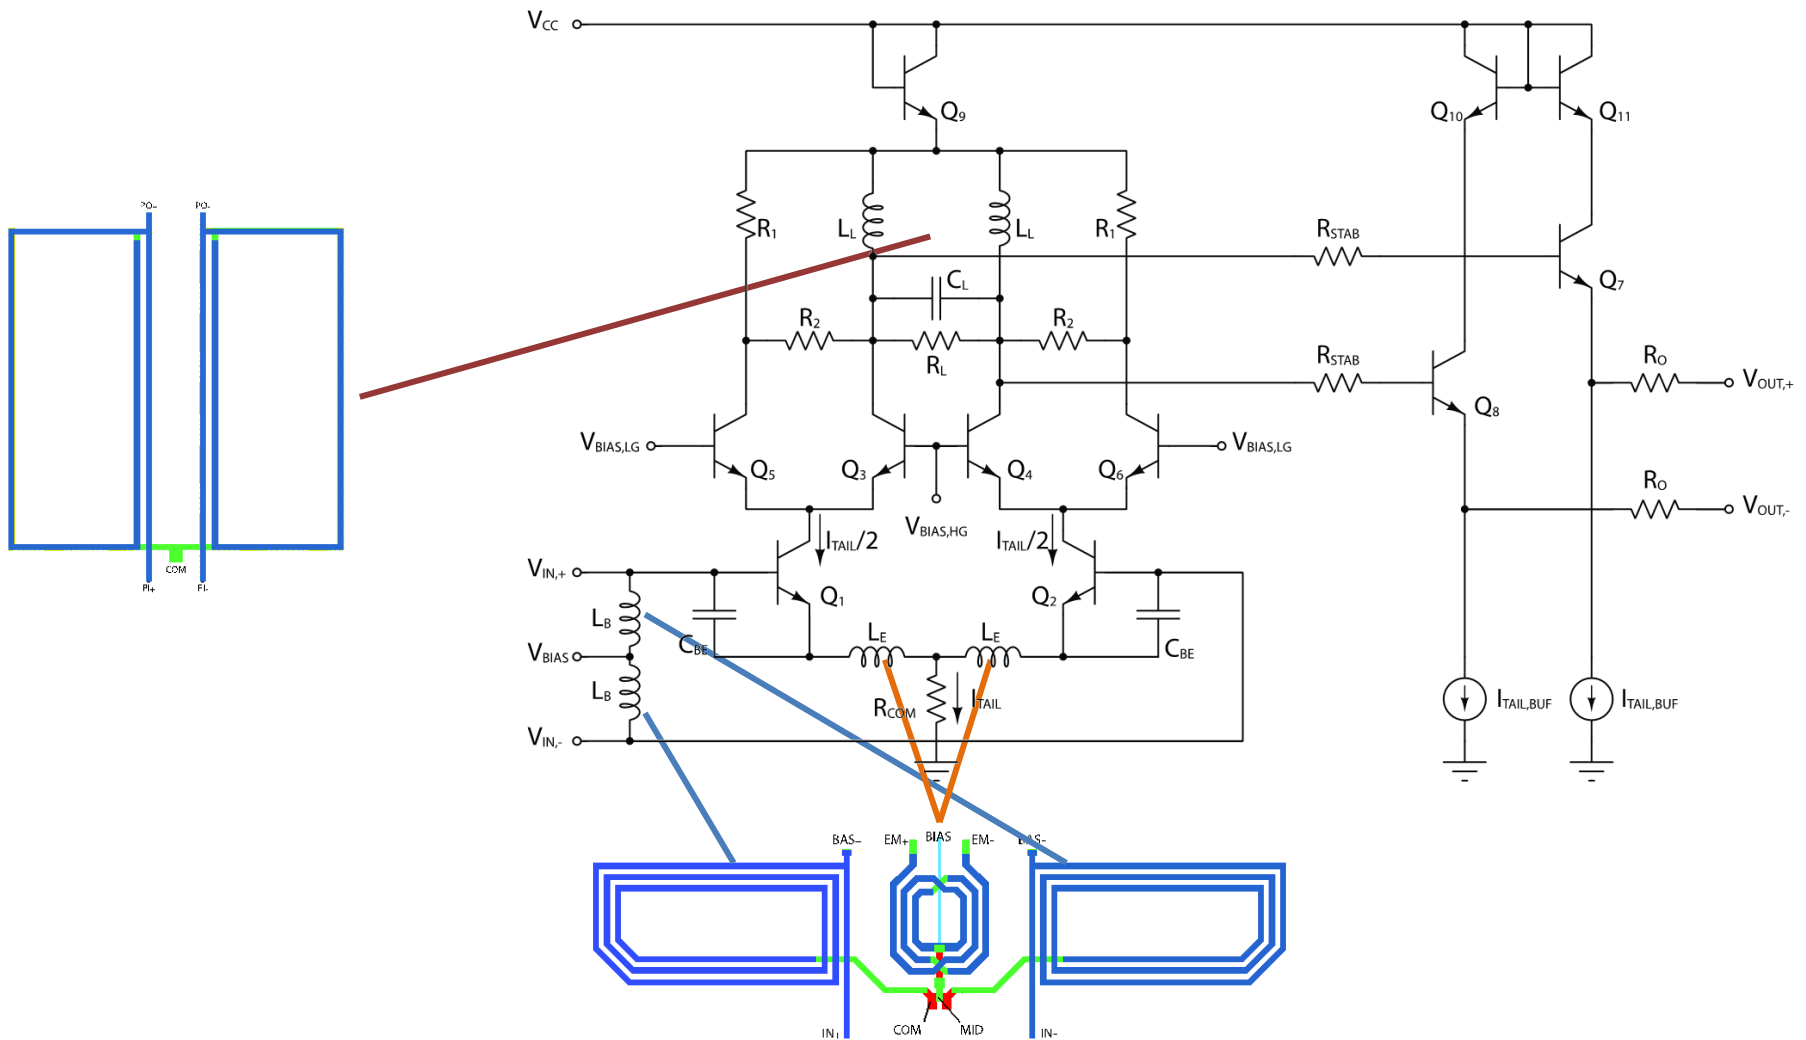 VCC
Q9
Q10
Q11
PO-
PO-
R1
LL
LL
R1
RSTAB
CL
Q7
R2
R2
RL
RSTAB
RO
VOUT,+
Q8
VBIAS,LG
VBIAS,LG
Q5
Q3
Q4
Q6
RO
VOUT,-
VBIAS,HG
ITAIL/2
ITAIL/2
VIN,+
COM
PI+
PI-
Q1
Q2
LB
CBE
LE
LE
CBE
VBIAS
LB
RCOM
ITAIL
ITAIL,BUF
ITAIL,BUF
VIN,-
BAS-
EM+
BIAS
EM-
BAS-
IN+
COM
MID
IN-